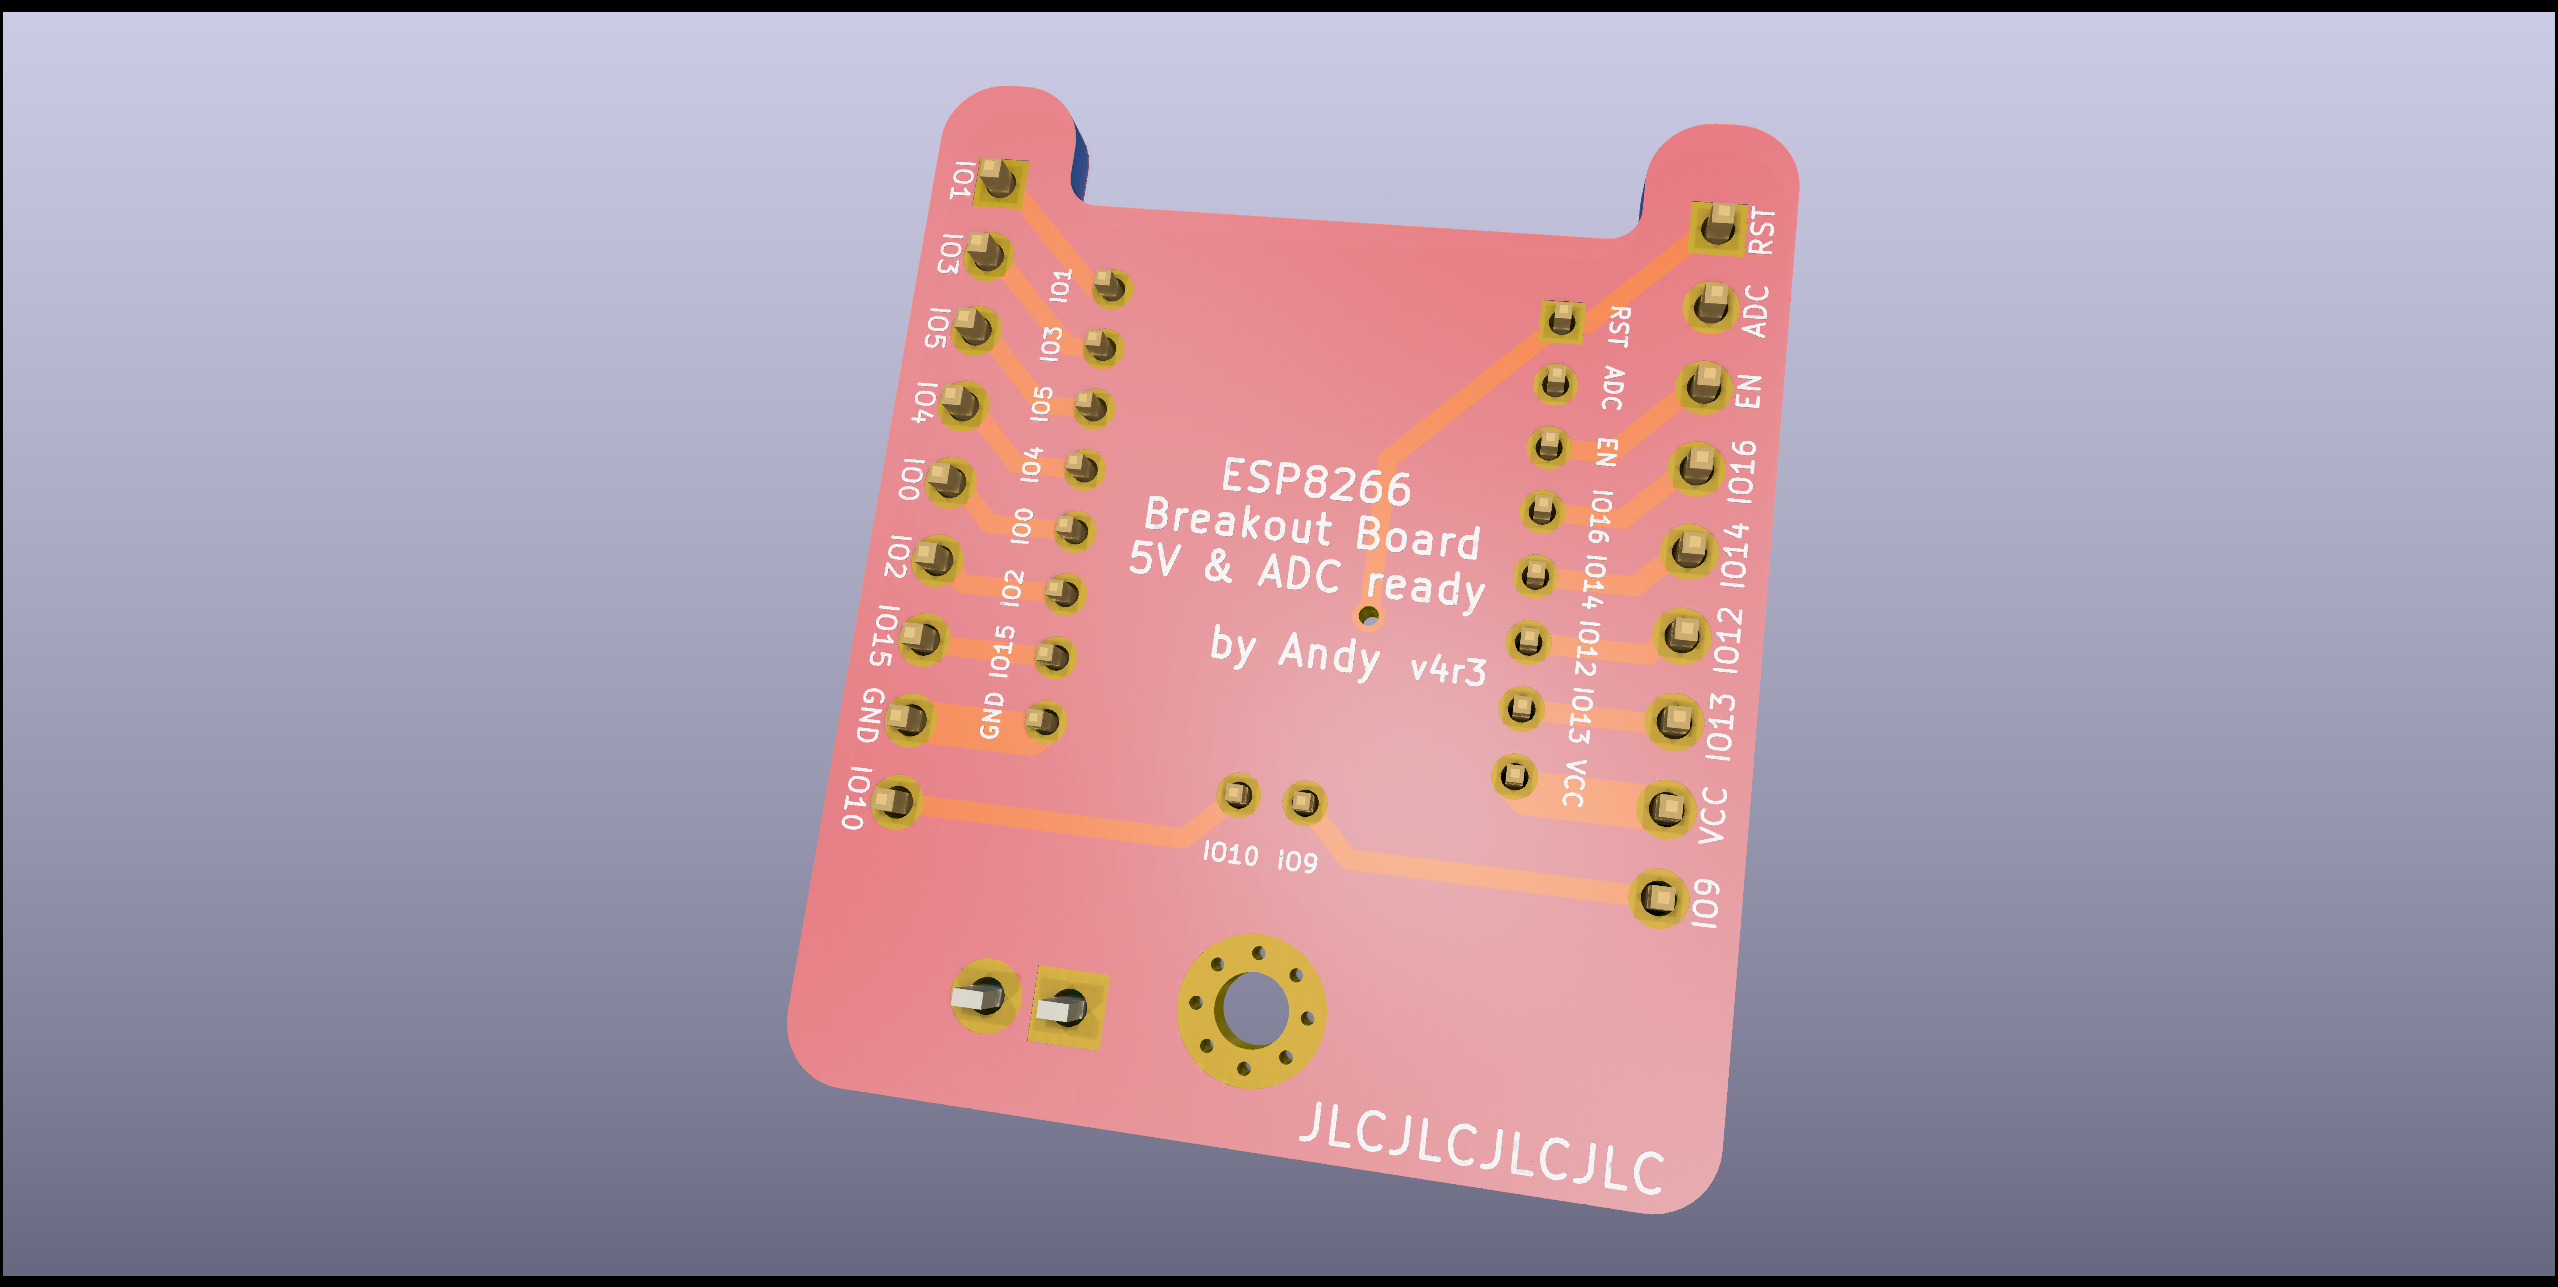 IO1
IO3
IO5
IO4
IO0
IO2
IO15
GND
IO10
IO1
IO3
IO5
IO4
IO0
IO2
IO15
GND
ESP8266
Breakout Board
5V & ADC ready
by Andy v4r3
IO10 iO9
RST
ADC
EN
IO16
IO14
IO12
IO13
VCC
RST
ADC
EN
IO16
IO14
IO12
IO13
VCC
IO9
JLCJLCJLCJLC